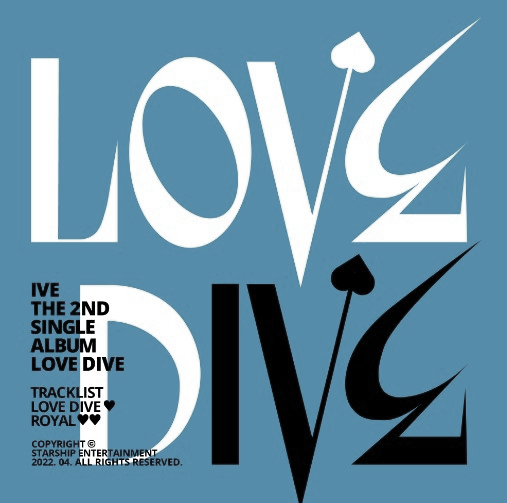 LOVE
DIVE
IVE
THE 2ND
SINGLE
ALBUM
LOVE DIVE
TRACKLIST
LOVE DIVE ♥
ROYAL ♥♥
COPYRIGHT ©
STARSHIP ENTERTAINMENT
2022. 04. ALL RIGHTS RESERVED.